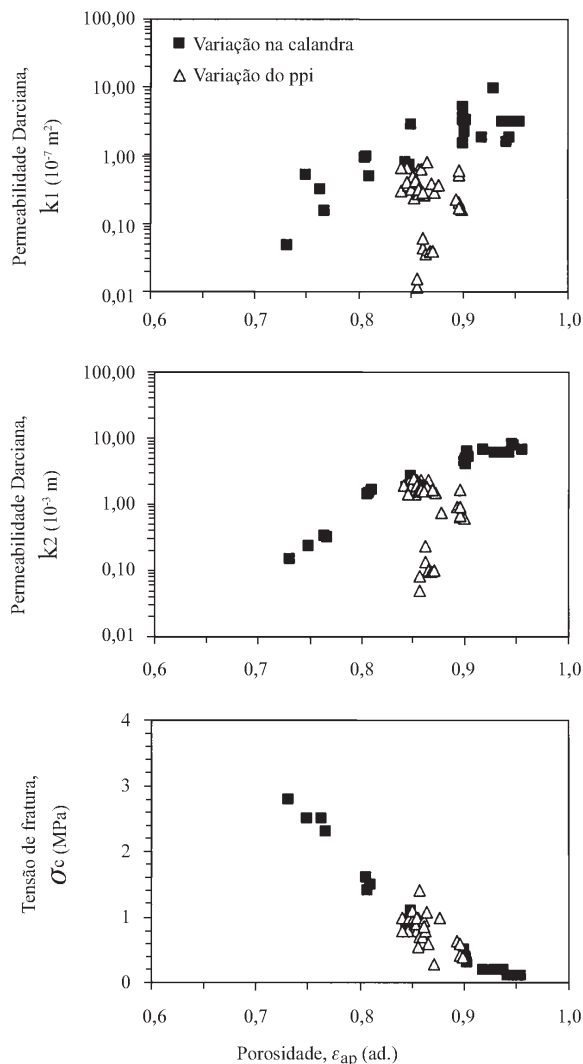 100,00
Variação na calandra
Variação do ppi
10,00
1,00
0,10
0,01
Permeabilidade Darciana,
k1 (10⁻⁷ m²)
0,6 0,7 0,8 0,9 1,0
100,00
10,00
1,00
0,10
0,01
Permeabilidade Darciana,
k2 (10⁻³ m)
0,6 0,7 0,8 0,9 1,0
4
3
2
1
0
Tensão de fratura,
σc (MPa)
0,6 0,7 0,8 0,9 1,0
Porosidade, εap (ad.)